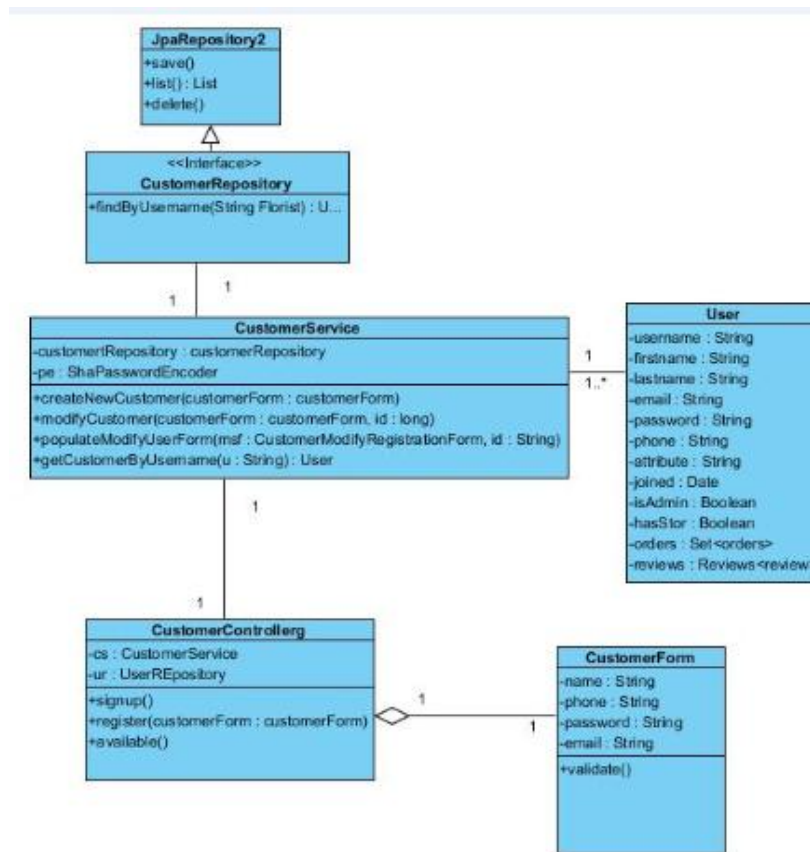 JpaRepository2
+save()
+list() : List
+delete()
<<Interface>>
CustomerRepository
+findByUsername(String Florist) : U...
1
1
CustomerService
-customertRepository : customerRepository
-pe : ShaPasswordEncoder
+createNewCustomer(customerForm : customerForm)
+modifyCustomer(customerForm : customerForm, id : long)
+populateModifyUserForm(msf : CustomerModifyRegistrationForm, id : String)
+getCustomerByUsername(u : String) : User
1
1..*
User
-username : String
-firstname : String
-lastname : String
-email : String
-password : String
-phone : String
-attribute : String
-joined : Date
-isAdmin : Boolean
-hasStor : Boolean
-orders : Set<orders>
-reviews : Reviews<review
1
1
CustomerControllerg
-cs : CustomerService
-ur : UserREpository
+signup()
+register(customerForm : customerForm)
+available()
1
1
CustomerForm
-name : String
-phone : String
-password : String
-email : String
+validate()